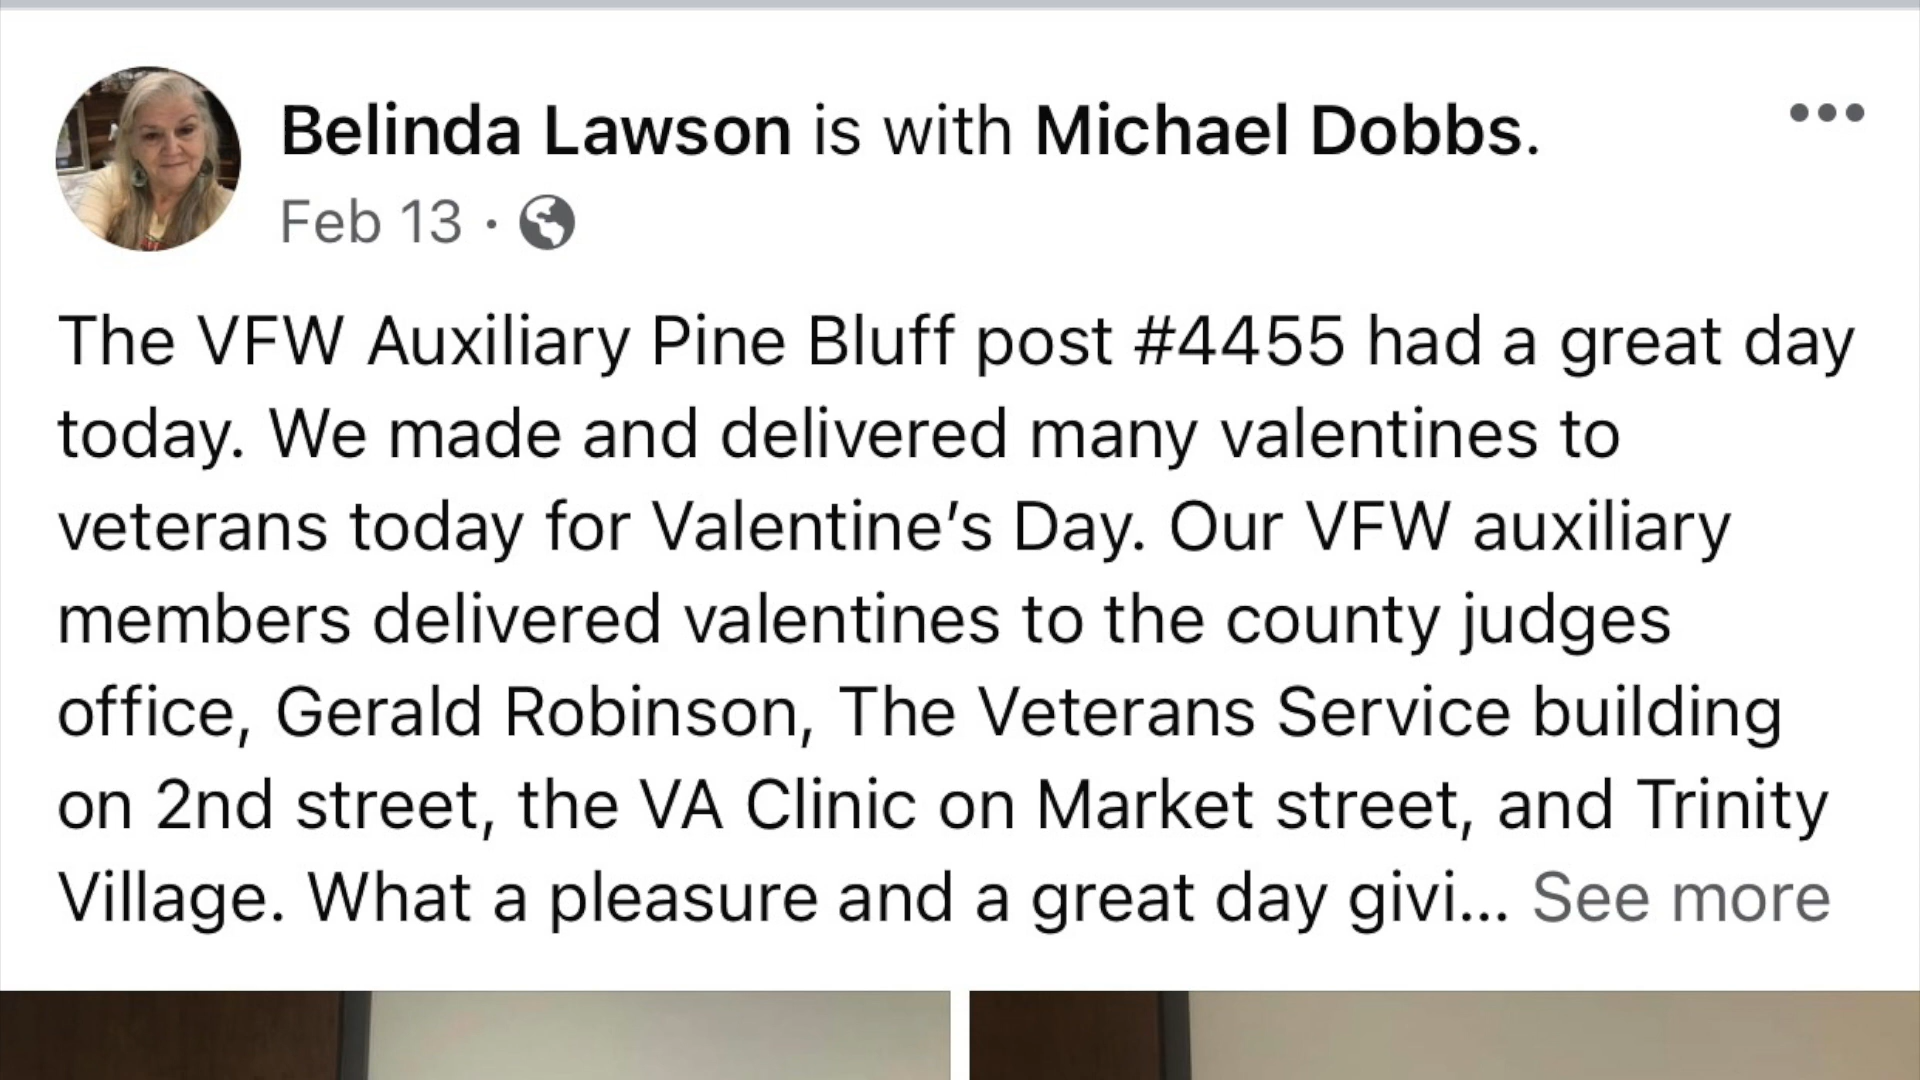 Belinda Lawson is with Michael Dobbs.
Feb 13 ·
The VFW Auxiliary Pine Bluff post #4455 had a great day
today. We made and delivered many valentines to
veterans today for Valentine’s Day. Our VFW auxiliary
members delivered valentines to the county judges
office, Gerald Robinson, The Veterans Service building
on 2nd street, the VA Clinic on Market street, and Trinity
Village. What a pleasure and a great day givi... See more